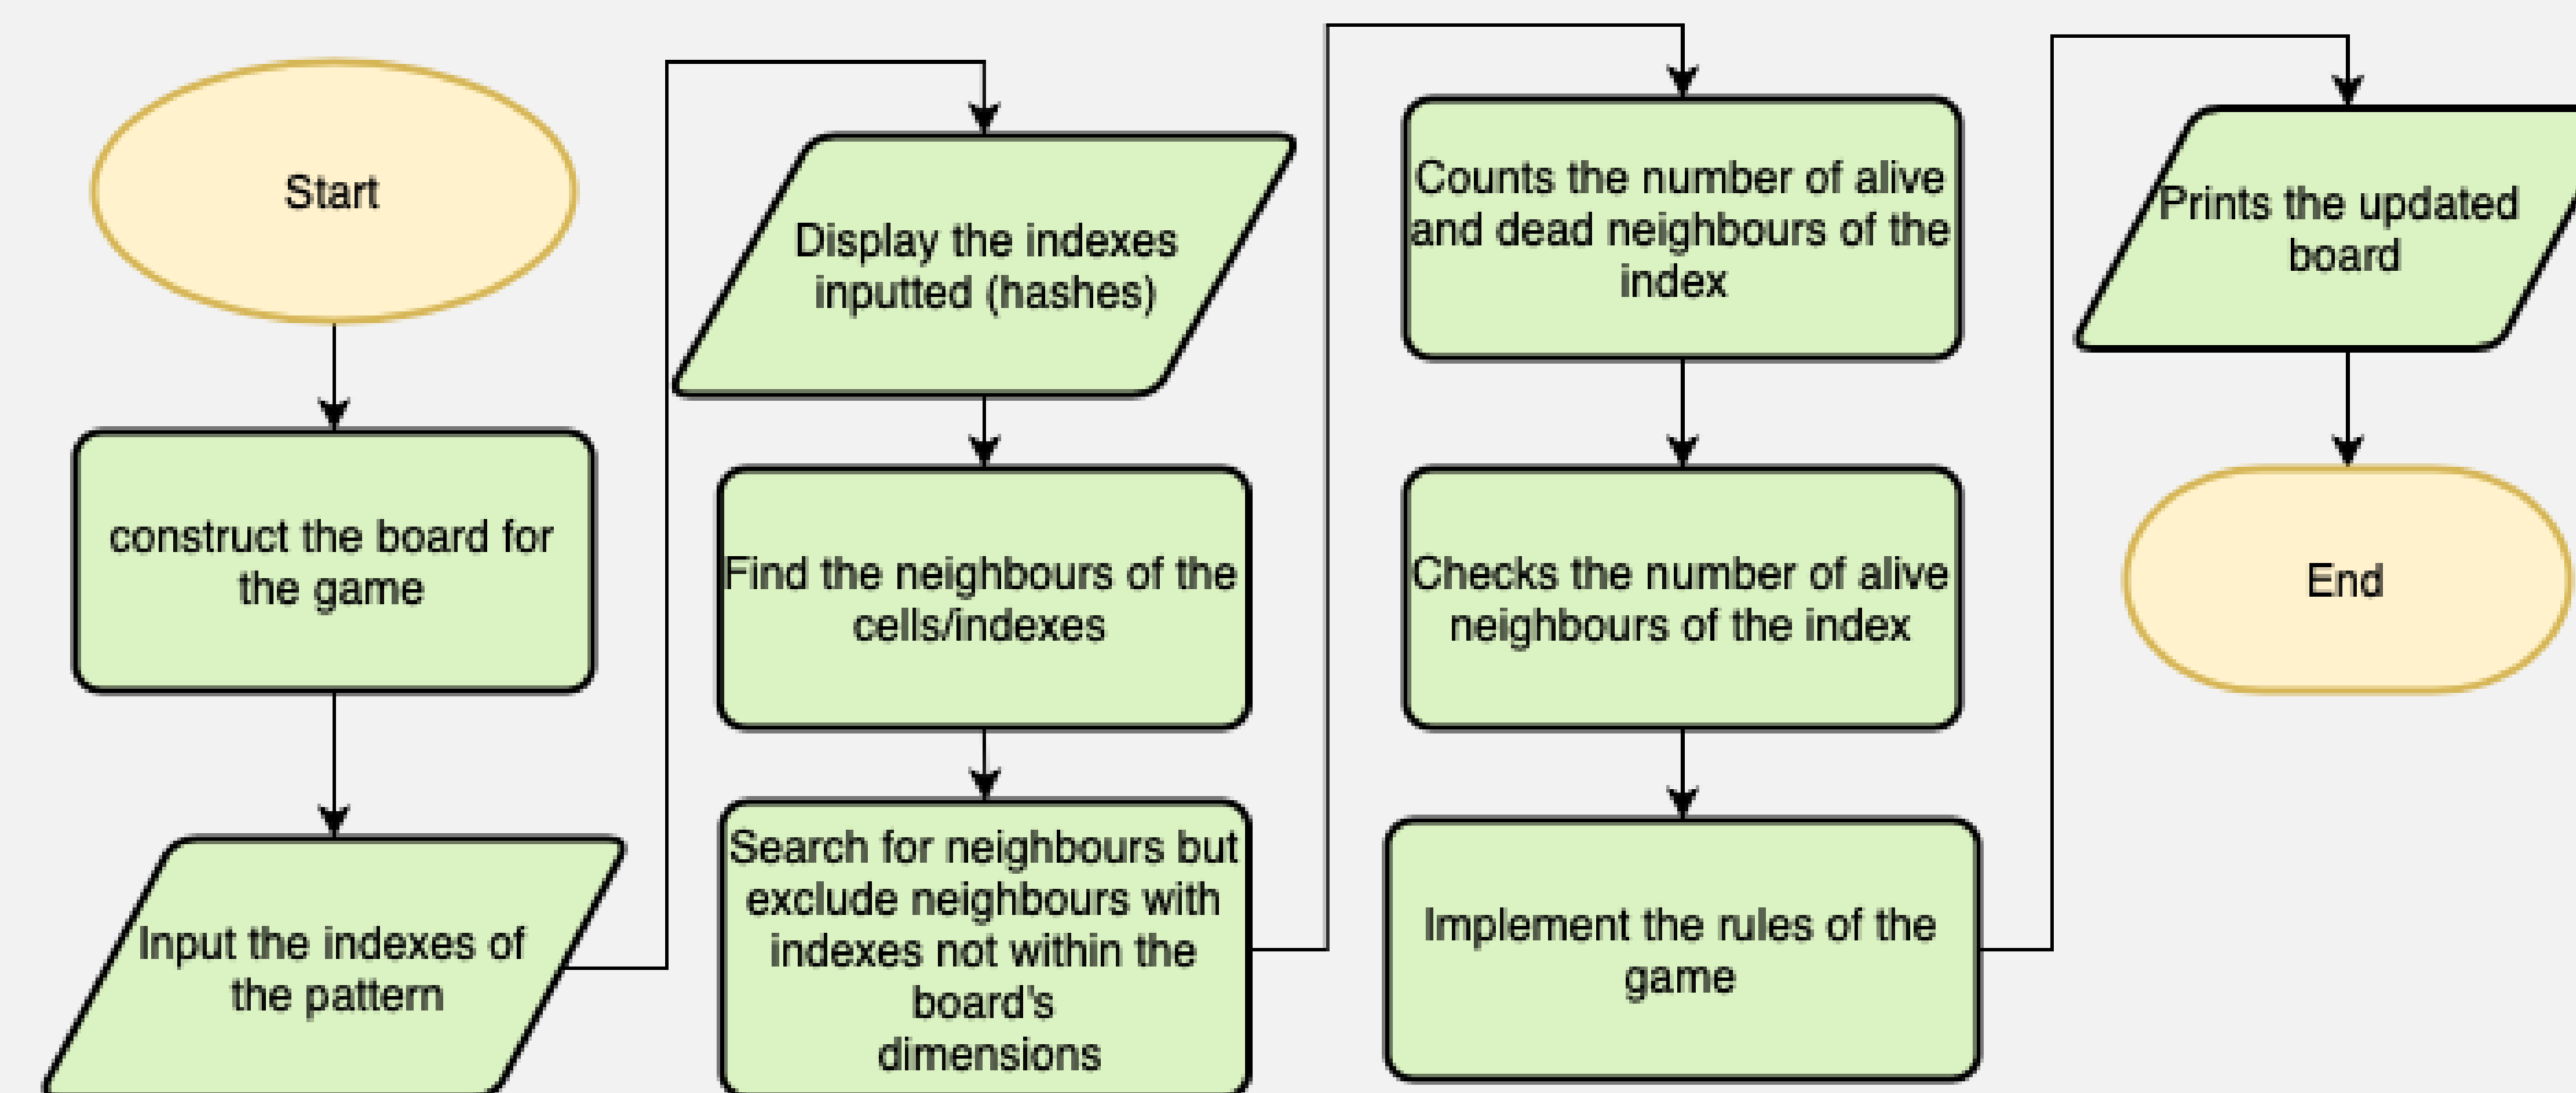 Start
construct the board for
the game
Input the indexes of
the pattern
Display the indexes
inputted (hashes)
Find the neighbours of the
cells/indexes
Search for neighbours but
exclude neighbours with
indexes not within the
board's
dimensions
Counts the number of alive
and dead neighbours of the
index
Checks the number of alive
neighbours of the index
Implement the rules of the
game
Prints the updated
board
End